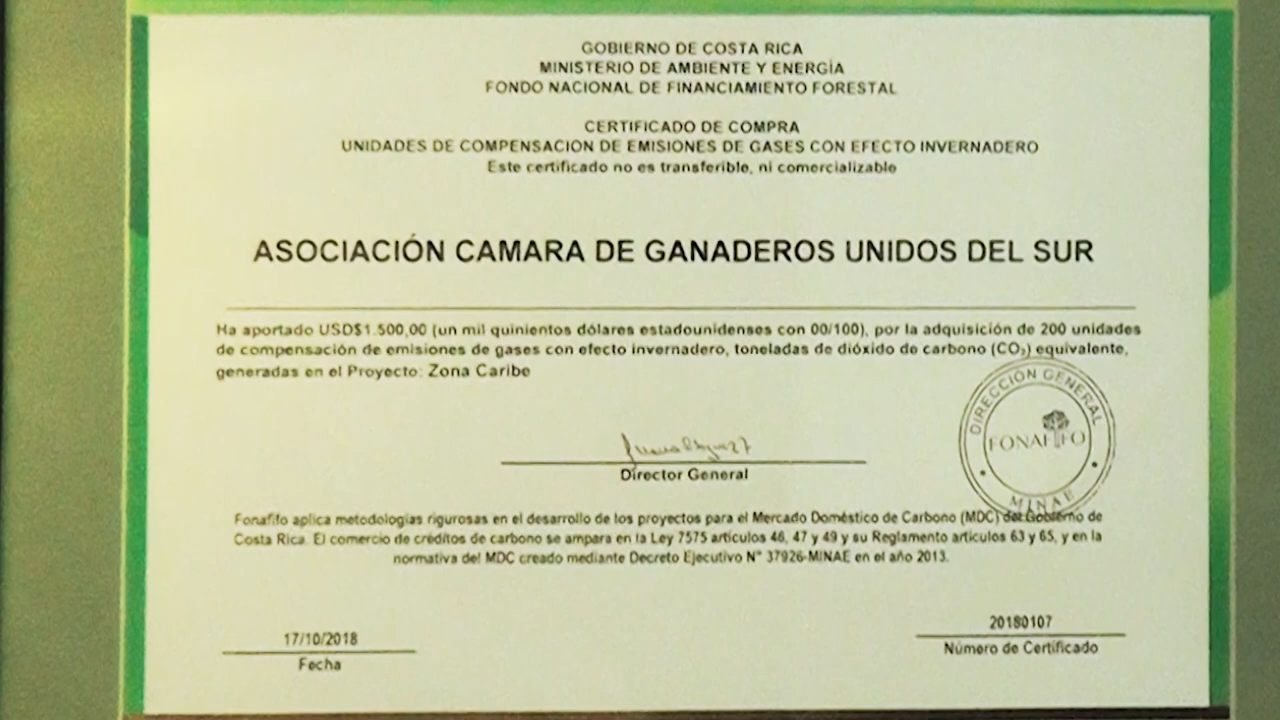 GOBIERNO DE COSTA RICA
MINISTERIO DE AMBIENTE Y ENERGÍA
FONDO NACIONAL DE FINANCIAMIENTO FORESTAL
CERTIFICADO DE COMPRA
UNIDADES DE COMPENSACION DE EMISIONES DE GASES CON EFECTO INVERNADERO
Este certificado no es transferible, ni comercializable
ASOCIACIÓN CAMARA DE GANADEROS UNIDOS DEL SUR
Ha aportado USD$1.500,00 (un mil quinientos dólares estadounidenses con 00/100), por la adquisición de 200 unidades
de compensación de emisiones de gases con efecto invernadero, toneladas de dióxido de carbono (CO₂) equivalente,
generadas en el Proyecto: Zona Caribe
DIRECCIÓN GENERAL
FONAFIFO
MINAE
Director General
Fonafifo aplica metodologías rigurosas en el desarrollo de los proyectos para el Mercado Doméstico de Carbono (MDC) del Gobierno de
Costa Rica. El comercio de créditos de carbono se ampara en la Ley 7575 artículos 46, 47 y 49 y su Reglamento artículos 63 y 65, y en la
normativa del MDC creado mediante Decreto Ejecutivo N° 37926-MINAE en el año 2013.
17/10/2018
Fecha
20180107
Número de Certificado